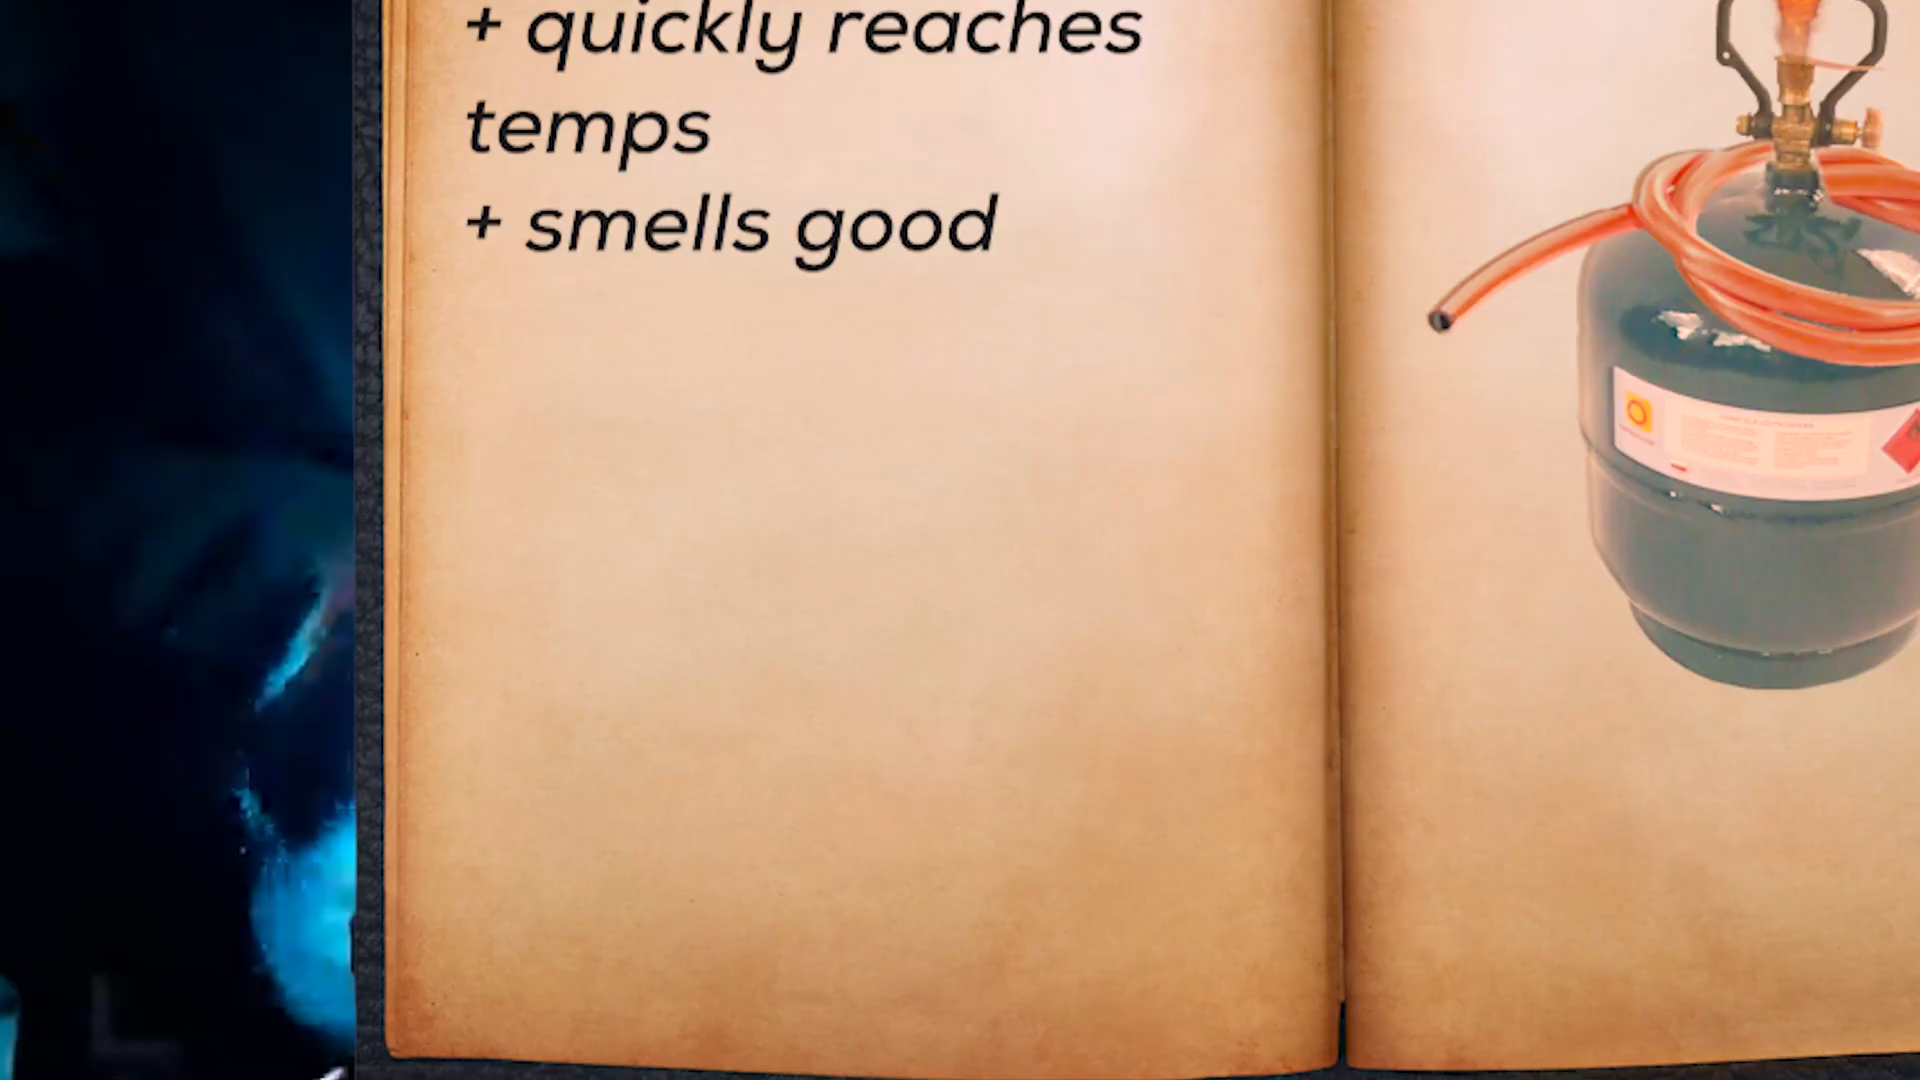 + quickly reaches
temps
+ smells good